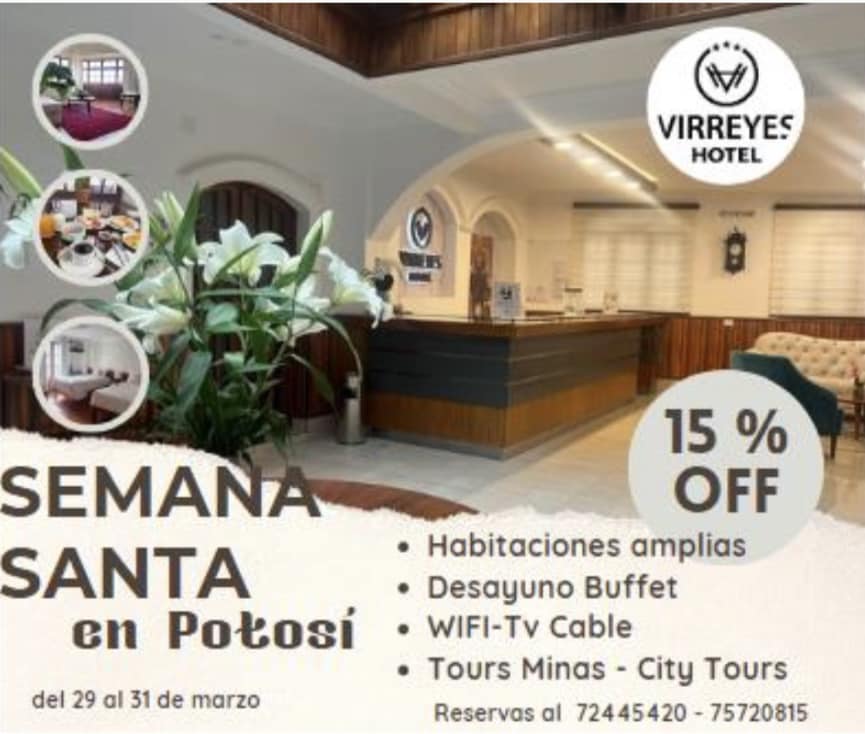 VIRREYES
HOTEL
VIRREYES
15 %
OFF
SEMANA
SANTA
en Potosí
del 29 al 31 de marzo
• Habitaciones amplias
• Desayuno Buffet
• WIFI-Tv Cable
• Tours Minas - City Tours
Reservas al 72445420 - 75720815